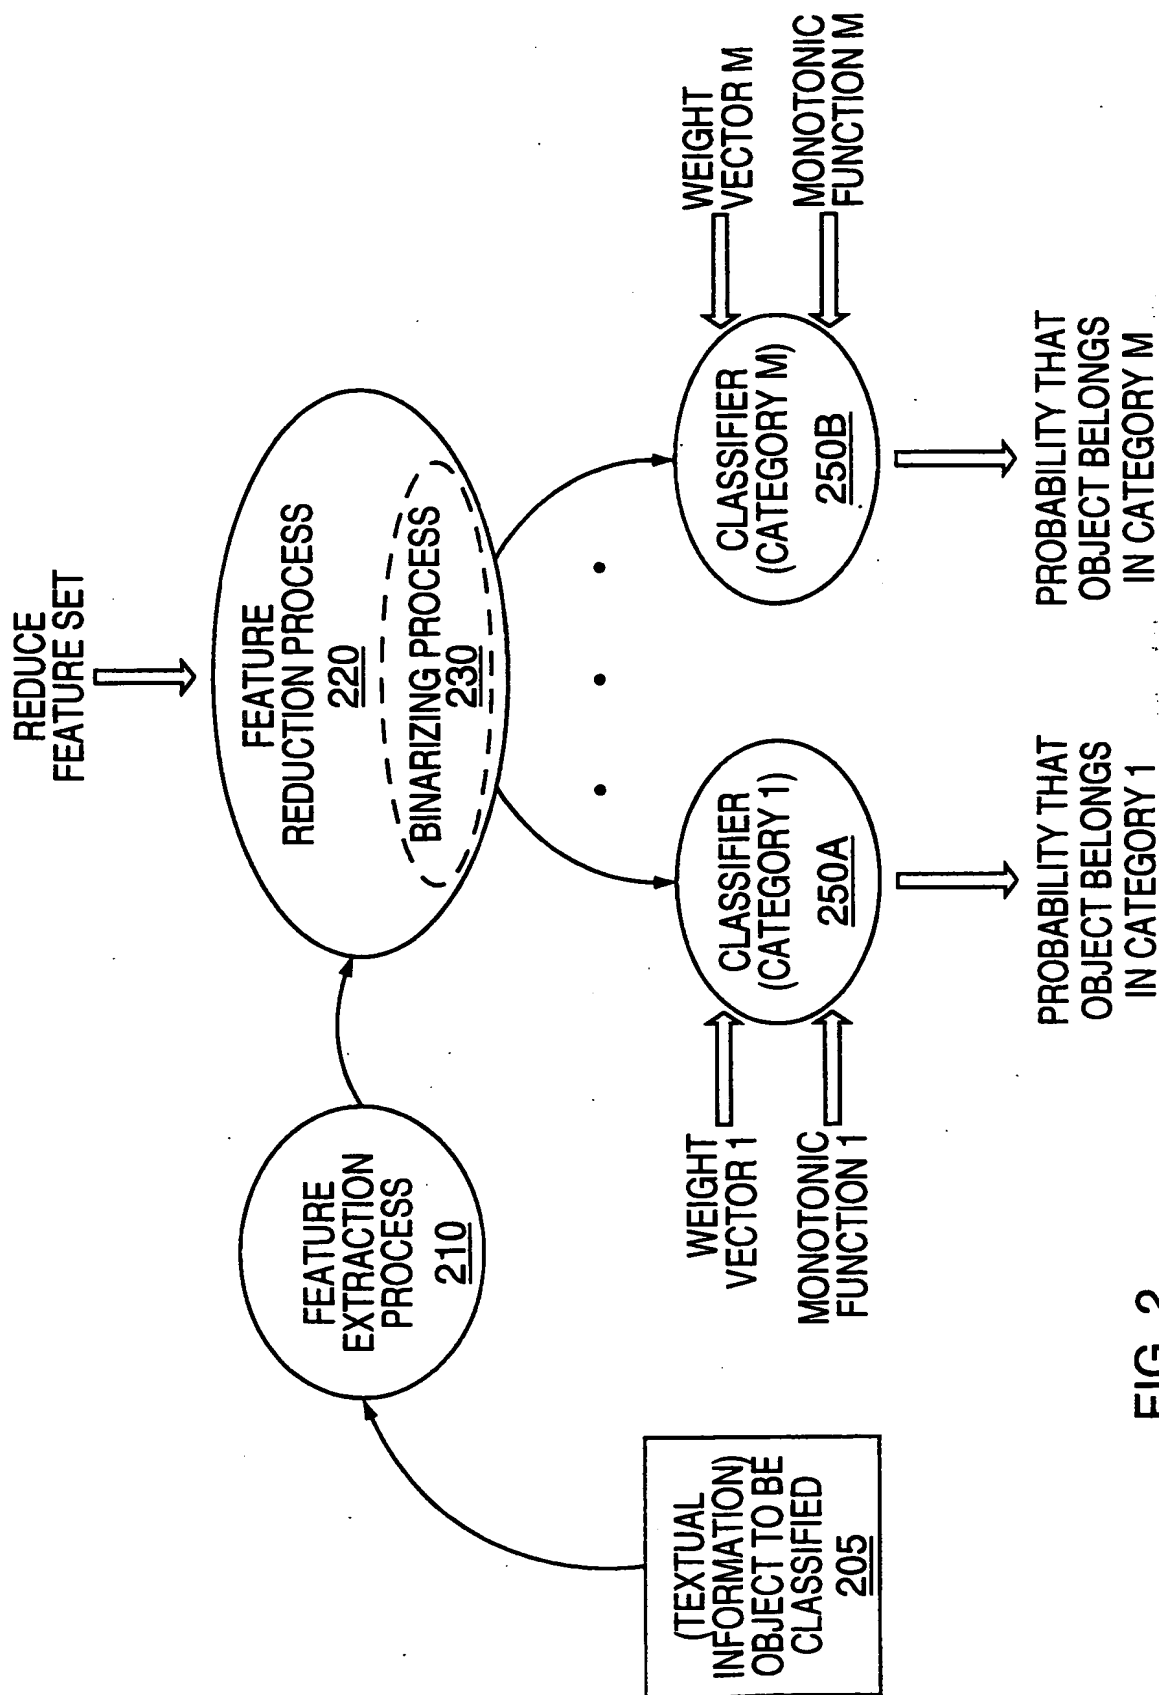 REDUCE
FEATURE SET
FEATURE
REDUCTION PROCESS
220
BINARIZING PROCESS
230
FEATURE
EXTRACTION
PROCESS
210
(TEXTUAL
INFORMATION)
OBJECT TO BE
CLASSIFIED
205
WEIGHT
VECTOR 1
MONOTONIC
FUNCTION 1
CLASSIFIER
(CATEGORY 1)
250A
• • •
CLASSIFIER
(CATEGORY M)
250B
WEIGHT
VECTOR M
MONOTONIC
FUNCTION M
PROBABILITY THAT
OBJECT BELONGS
IN CATEGORY 1
PROBABILITY THAT
OBJECT BELONGS
IN CATEGORY M
FIG. 2